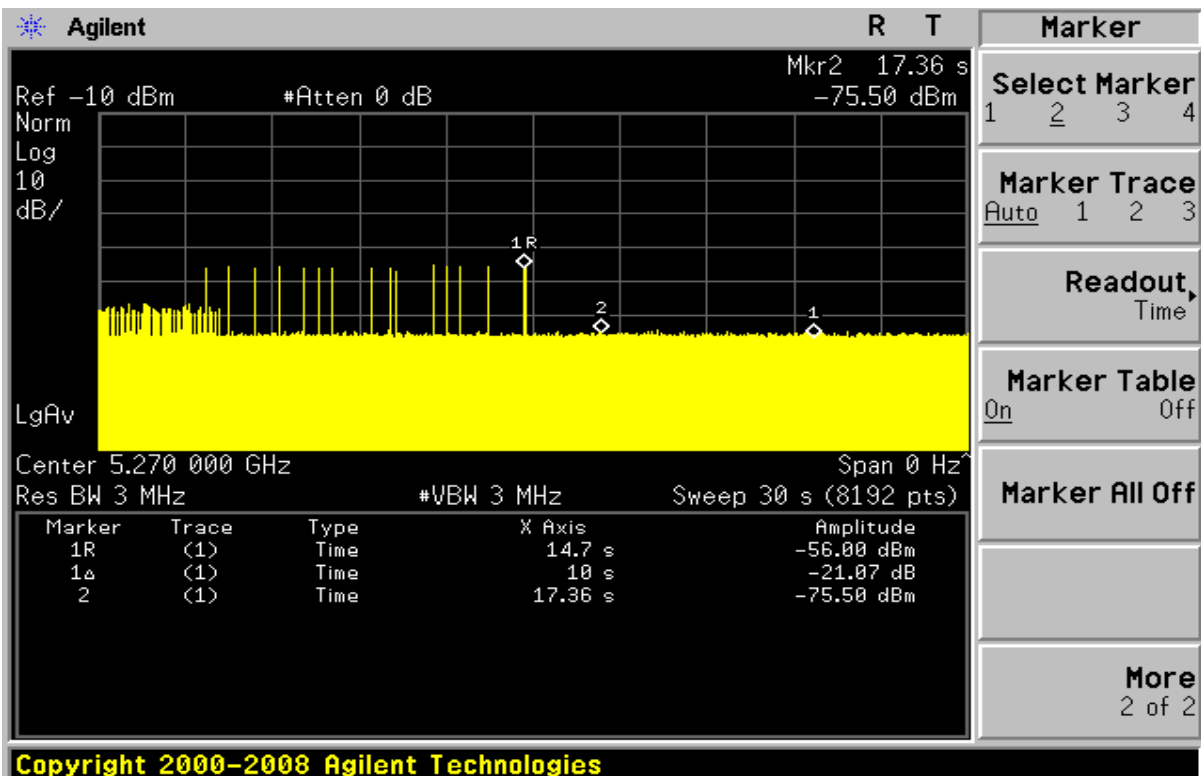 Agilent R T
Mkr2 17.36 s
Ref -10 dBm #Atten 0 dB -75.50 dBm
Norm
Log
10
dB/
1R
2
1
LgAv
Center 5.270 000 GHz Span 0 Hz^
Res BW 3 MHz #VBW 3 MHz Sweep 30 s (8192 pts)
Marker Trace Type X Axis Amplitude
1R (1) Time 14.7 s -56.00 dBm
1Δ (1) Time 10 s -21.07 dB
2 (1) Time 17.36 s -75.50 dBm
Marker
Select Marker
1 2 3 4
Marker Trace
Auto 1 2 3
Readout
Time
Marker Table
On Off
Marker All Off
More
2 of 2
Copyright 2000-2008 Agilent Technologies